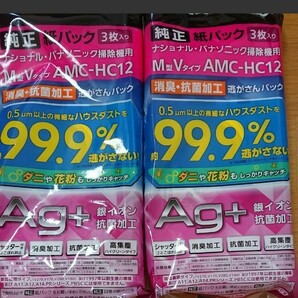 純正 紙パック 3枚入り
ナショナル・パナソニック掃除機用
M型Vタイプ AMC-HC12
消臭・抗菌加工 逃がさんパック
0.5μm以上の微細なハウスダストを
約99.9%逃がさない
ダニや花粉もしっかりキャッチ
Ag+ 銀イオン
抗菌加工
消臭加工 抗菌加工 高集塵
純正 紙パック 3枚入り
ナショナル・パナソニック掃除機用
M型Vタイプ AMC-HC12
消臭・抗菌加工 逃がさんパック
0.5μm以上の微細なハウスダストを
約99.9%逃がさない
ダニや花粉もしっかりキャッチ
Ag+ 銀イオン
抗菌加工
消臭加工 抗菌加工 高集塵